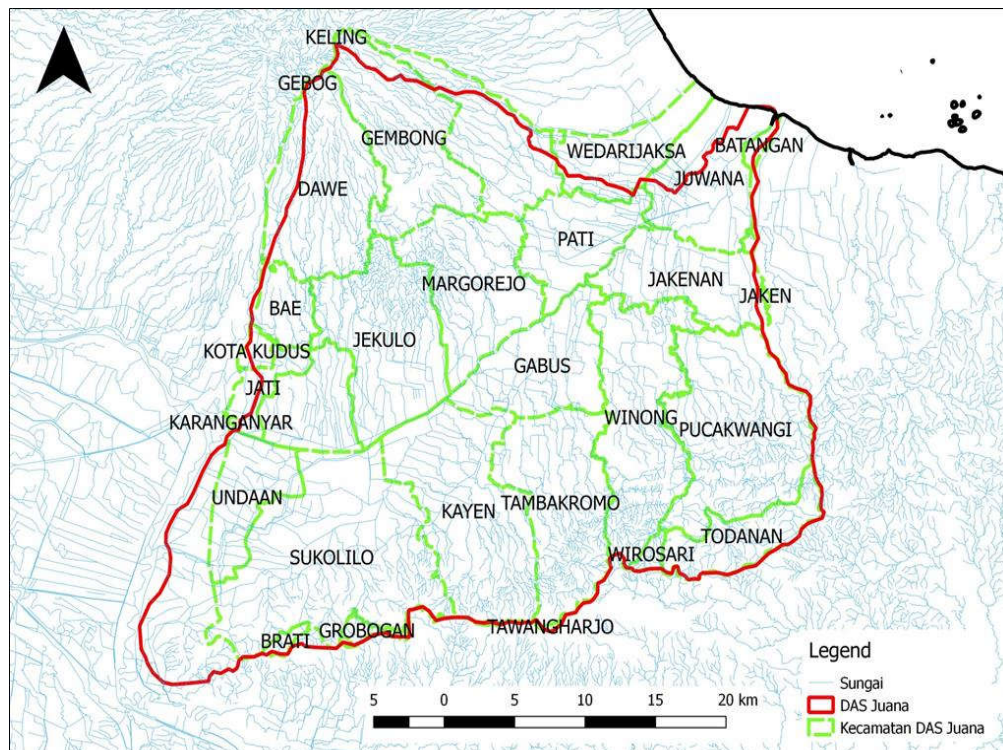 KELING
GEBOG
GEMBONG
WEDARIJAKSA
BATANGAN
JUWANA
DAWE
PATI
MARGOREJO
JAKENAN
JAKEN
BAE
KOTA KUDUS
JEKULO
GABUS
JATI
KARANGANYAR
WINONG
PUCAKWANGI
UNDAAN
KAYEN
TAMBAKROMO
SUKOLILO
TODANAN
WIROSARI
GROBOGAN
BRATI
TAWANGHARJO
Legend
Sungai
DAS Juana
Kecamatan DAS Juana
5 0 5 10 15 20 km